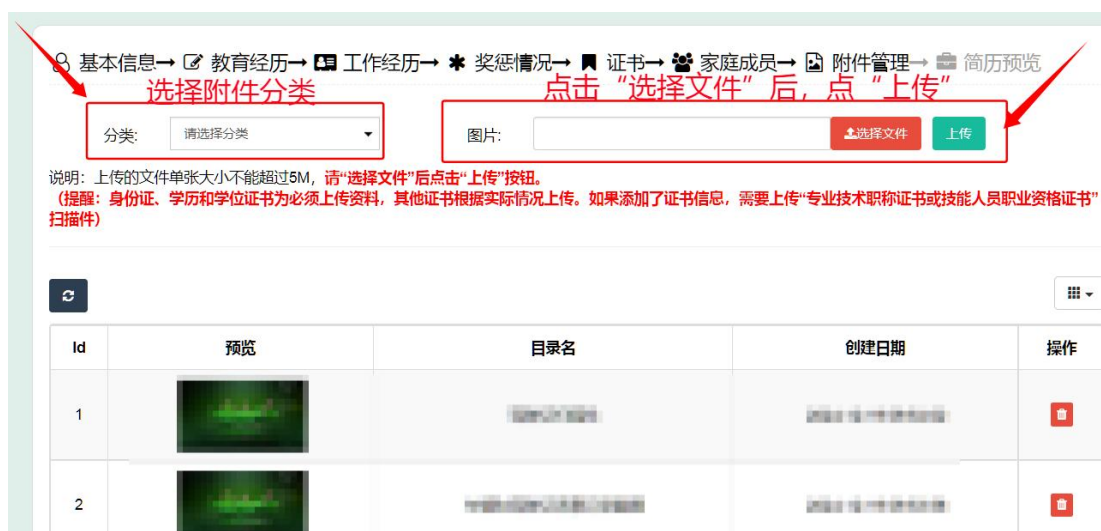 基本信息→ 教育经历→ 工作经历→ 奖惩情况→ 证书→ 家庭成员→ 附件管理→ 简历预览
选择附件分类 点击“选择文件”后，点“上传”
分类: 请选择分类 图片: 选择文件 上传
说明：上传的文件单张大小不能超过5M，请“选择文件”后点击“上传”按钮。
（提醒：身份证、学历和学位证书为必须上传资料，其他证书根据实际情况上传。如果添加了证书信息，需要上传“专业技术职称证书或技能人员职业资格证书”
扫描件）
Id 预览 目录名 创建日期 操作
1
2